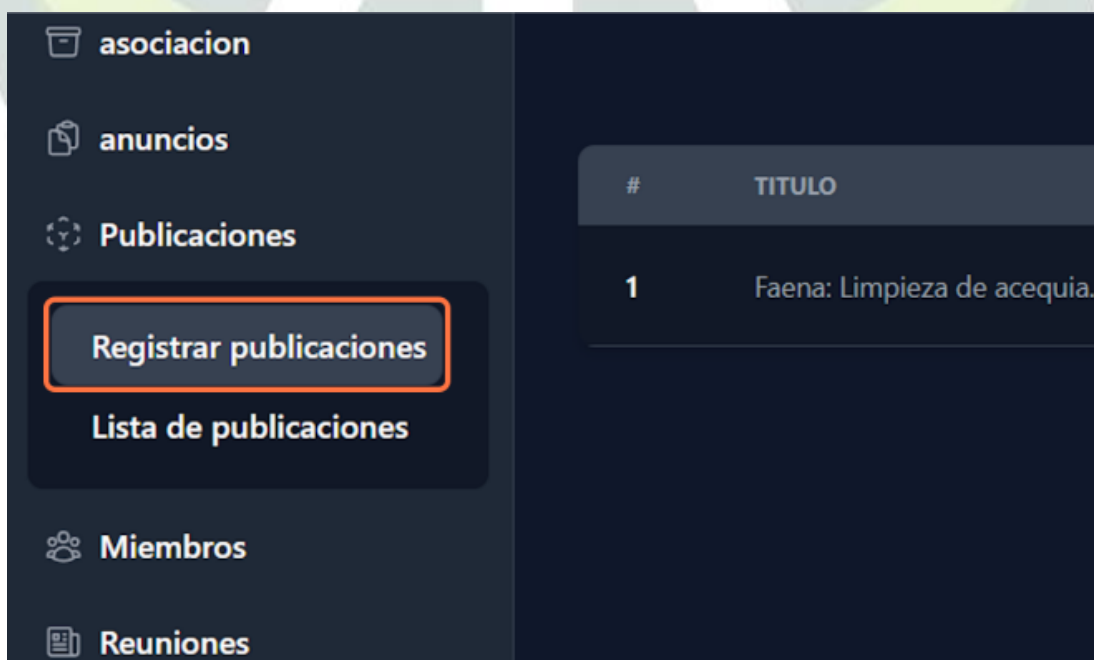 asociacion
anuncios
Publicaciones
Registrar publicaciones
Lista de publicaciones
Miembros
Reuniones
# TITULO
1 Faena: Limpieza de acequia.